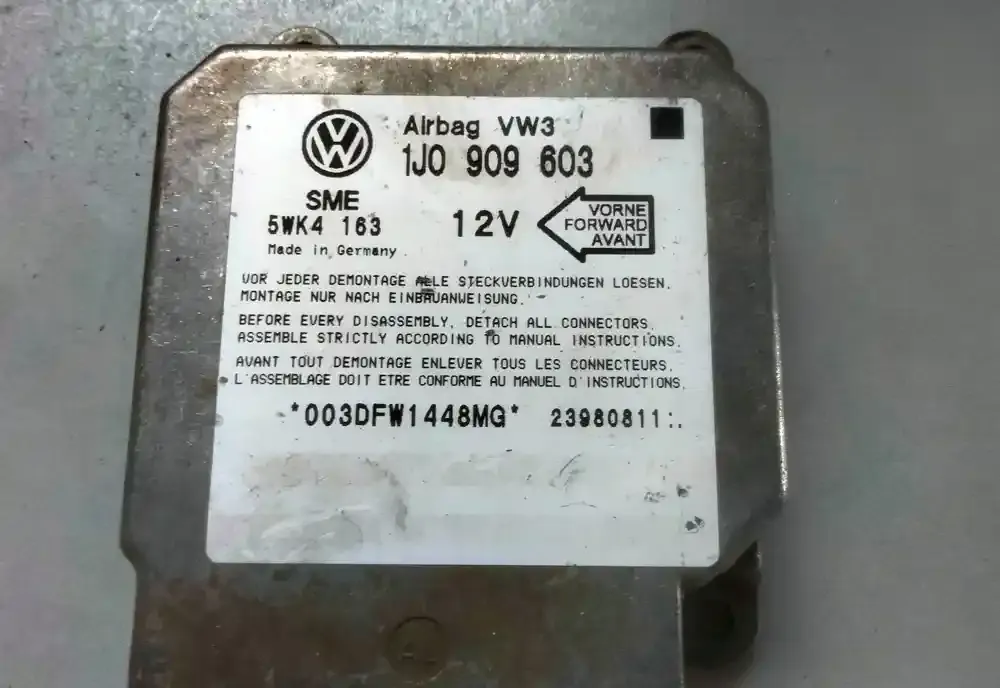 Airbag VW3
1J0 909 603
SME
5WK4 163
12V
VORNE
FORWARD
AVANT
Made in Germany
VOR JEDER DEMONTAGE ALLE STECKVERBINDUNGEN LOESEN.
MONTAGE NUR NACH EINBAUANWEISUNG.
BEFORE EVERY DISASSEMBLY, DETACH ALL CONNECTORS.
ASSEMBLE STRICTLY ACCORDING TO MANUAL INSTRUCTIONS.
AVANT TOUT DEMONTAGE ENLEVER TOUS LES CONNECTEURS.
L'ASSEMBLAGE DOIT ETRE CONFORME AU MANUEL D'INSTRUCTIONS.
*003DFW1448MG* 23980811:.